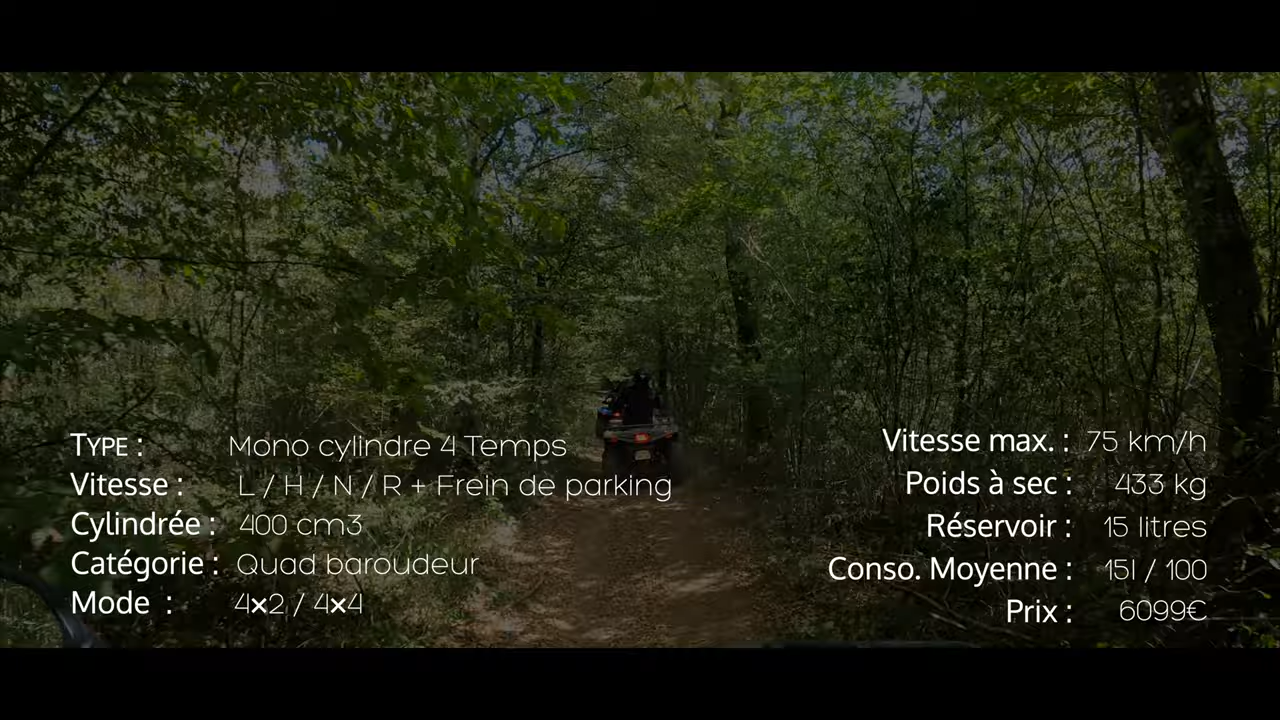 TYPE : Mono cylindre 4 Temps
Vitesse : L / H / N / R + Frein de parking
Cylindrée : 400 cm3
Catégorie : Quad baroudeur
Mode : 4x2 / 4x4
Vitesse max. : 75 km/h
Poids à sec : 433 kg
Réservoir : 15 litres
Conso. Moyenne : 15l / 100
Prix : 6099€